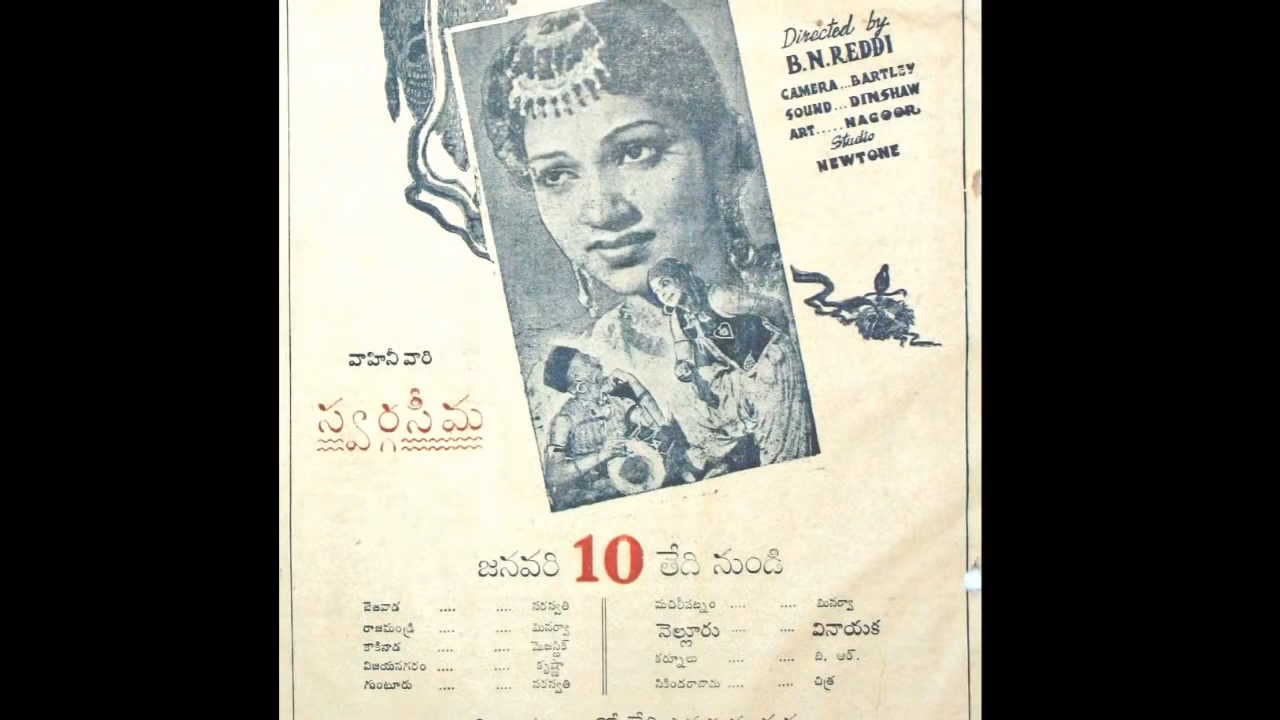 Directed by
B.N.REDDI
CAMERA...BARTLEY
SOUND...DINSHAW
ART.....NAGOOR
Studio
NEWTONE
వాహినీ వారి
స్వర్గసీమ
జనవరి 10 తేది నుండి
బెజవాడ .... .... సరస్వతి
రాజమండ్రి .... .... మినర్వా
కాకినాడ .... .... మెజస్టిక్
విజయనగరం .... .... కృష్ణా
గుంటూరు .... .... సరస్వతి
మచిలీపట్నం .... .... మినర్వా
నెల్లూరు .... .... వినాయక
కర్నూలు .... .... వి. ఆర్.
సికిందరాబాదు .... .... చిత్ర